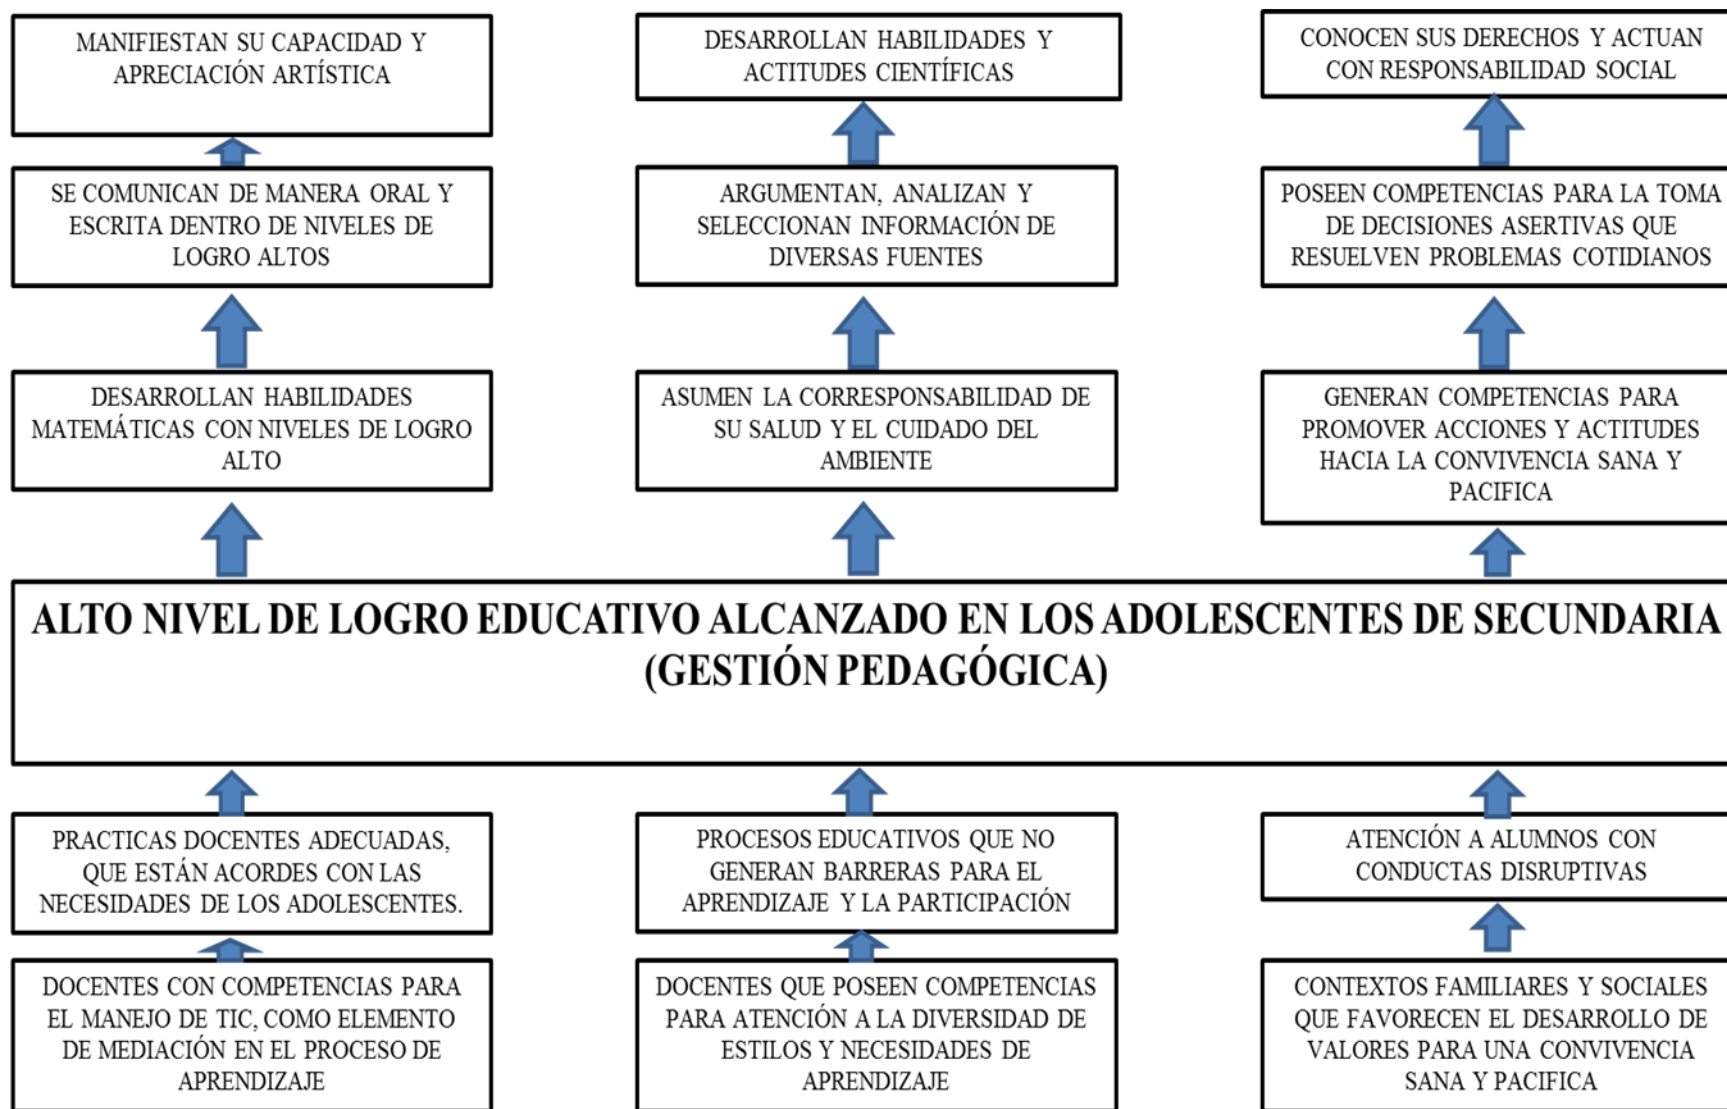 MANIFIESTAN SU CAPACIDAD Y
APRECIACIÓN ARTÍSTICA
DESARROLLAN HABILIDADES Y
ACTITUDES CIENTÍFICAS
CONOCEN SUS DERECHOS Y ACTUAN
CON RESPONSABILIDAD SOCIAL
SE COMUNICAN DE MANERA ORAL Y
ESCRITA DENTRO DE NIVELES DE
LOGRO ALTOS
ARGUMENTAN, ANALIZAN Y
SELECCIONAN INFORMACIÓN DE
DIVERSAS FUENTES
POSEEN COMPETENCIAS PARA LA TOMA
DE DECISIONES ASERTIVAS QUE
RESUELVEN PROBLEMAS COTIDIANOS
DESARROLLAN HABILIDADES
MATEMÁTICAS CON NIVELES DE LOGRO
ALTO
ASUMEN LA CORRESPONSABILIDAD DE
SU SALUD Y EL CUIDADO DEL
AMBIENTE
GENERAN COMPETENCIAS PARA
PROMOVER ACCIONES Y ACTITUDES
HACIA LA CONVIVENCIA SANA Y
PACIFICA
ALTO NIVEL DE LOGRO EDUCATIVO ALCANZADO EN LOS ADOLESCENTES DE SECUNDARIA
(GESTIÓN PEDAGÓGICA)
PRACTICAS DOCENTES ADECUADAS,
QUE ESTÁN ACORDES CON LAS
NECESIDADES DE LOS ADOLESCENTES.
PROCESOS EDUCATIVOS QUE NO
GENERAN BARRERAS PARA EL
APRENDIZAJE Y LA PARTICIPACIÓN
ATENCIÓN A ALUMNOS CON
CONDUCTAS DISRUPTIVAS
DOCENTES CON COMPETENCIAS PARA
EL MANEJO DE TIC, COMO ELEMENTO
DE MEDIACIÓN EN EL PROCESO DE
APRENDIZAJE
DOCENTES QUE POSEEN COMPETENCIAS
PARA ATENCIÓN A LA DIVERSIDAD DE
ESTILOS Y NECESIDADES DE
APRENDIZAJE
CONTEXTOS FAMILIARES Y SOCIALES
QUE FAVORECEN EL DESARROLLO DE
VALORES PARA UNA CONVIVENCIA
SANA Y PACIFICA